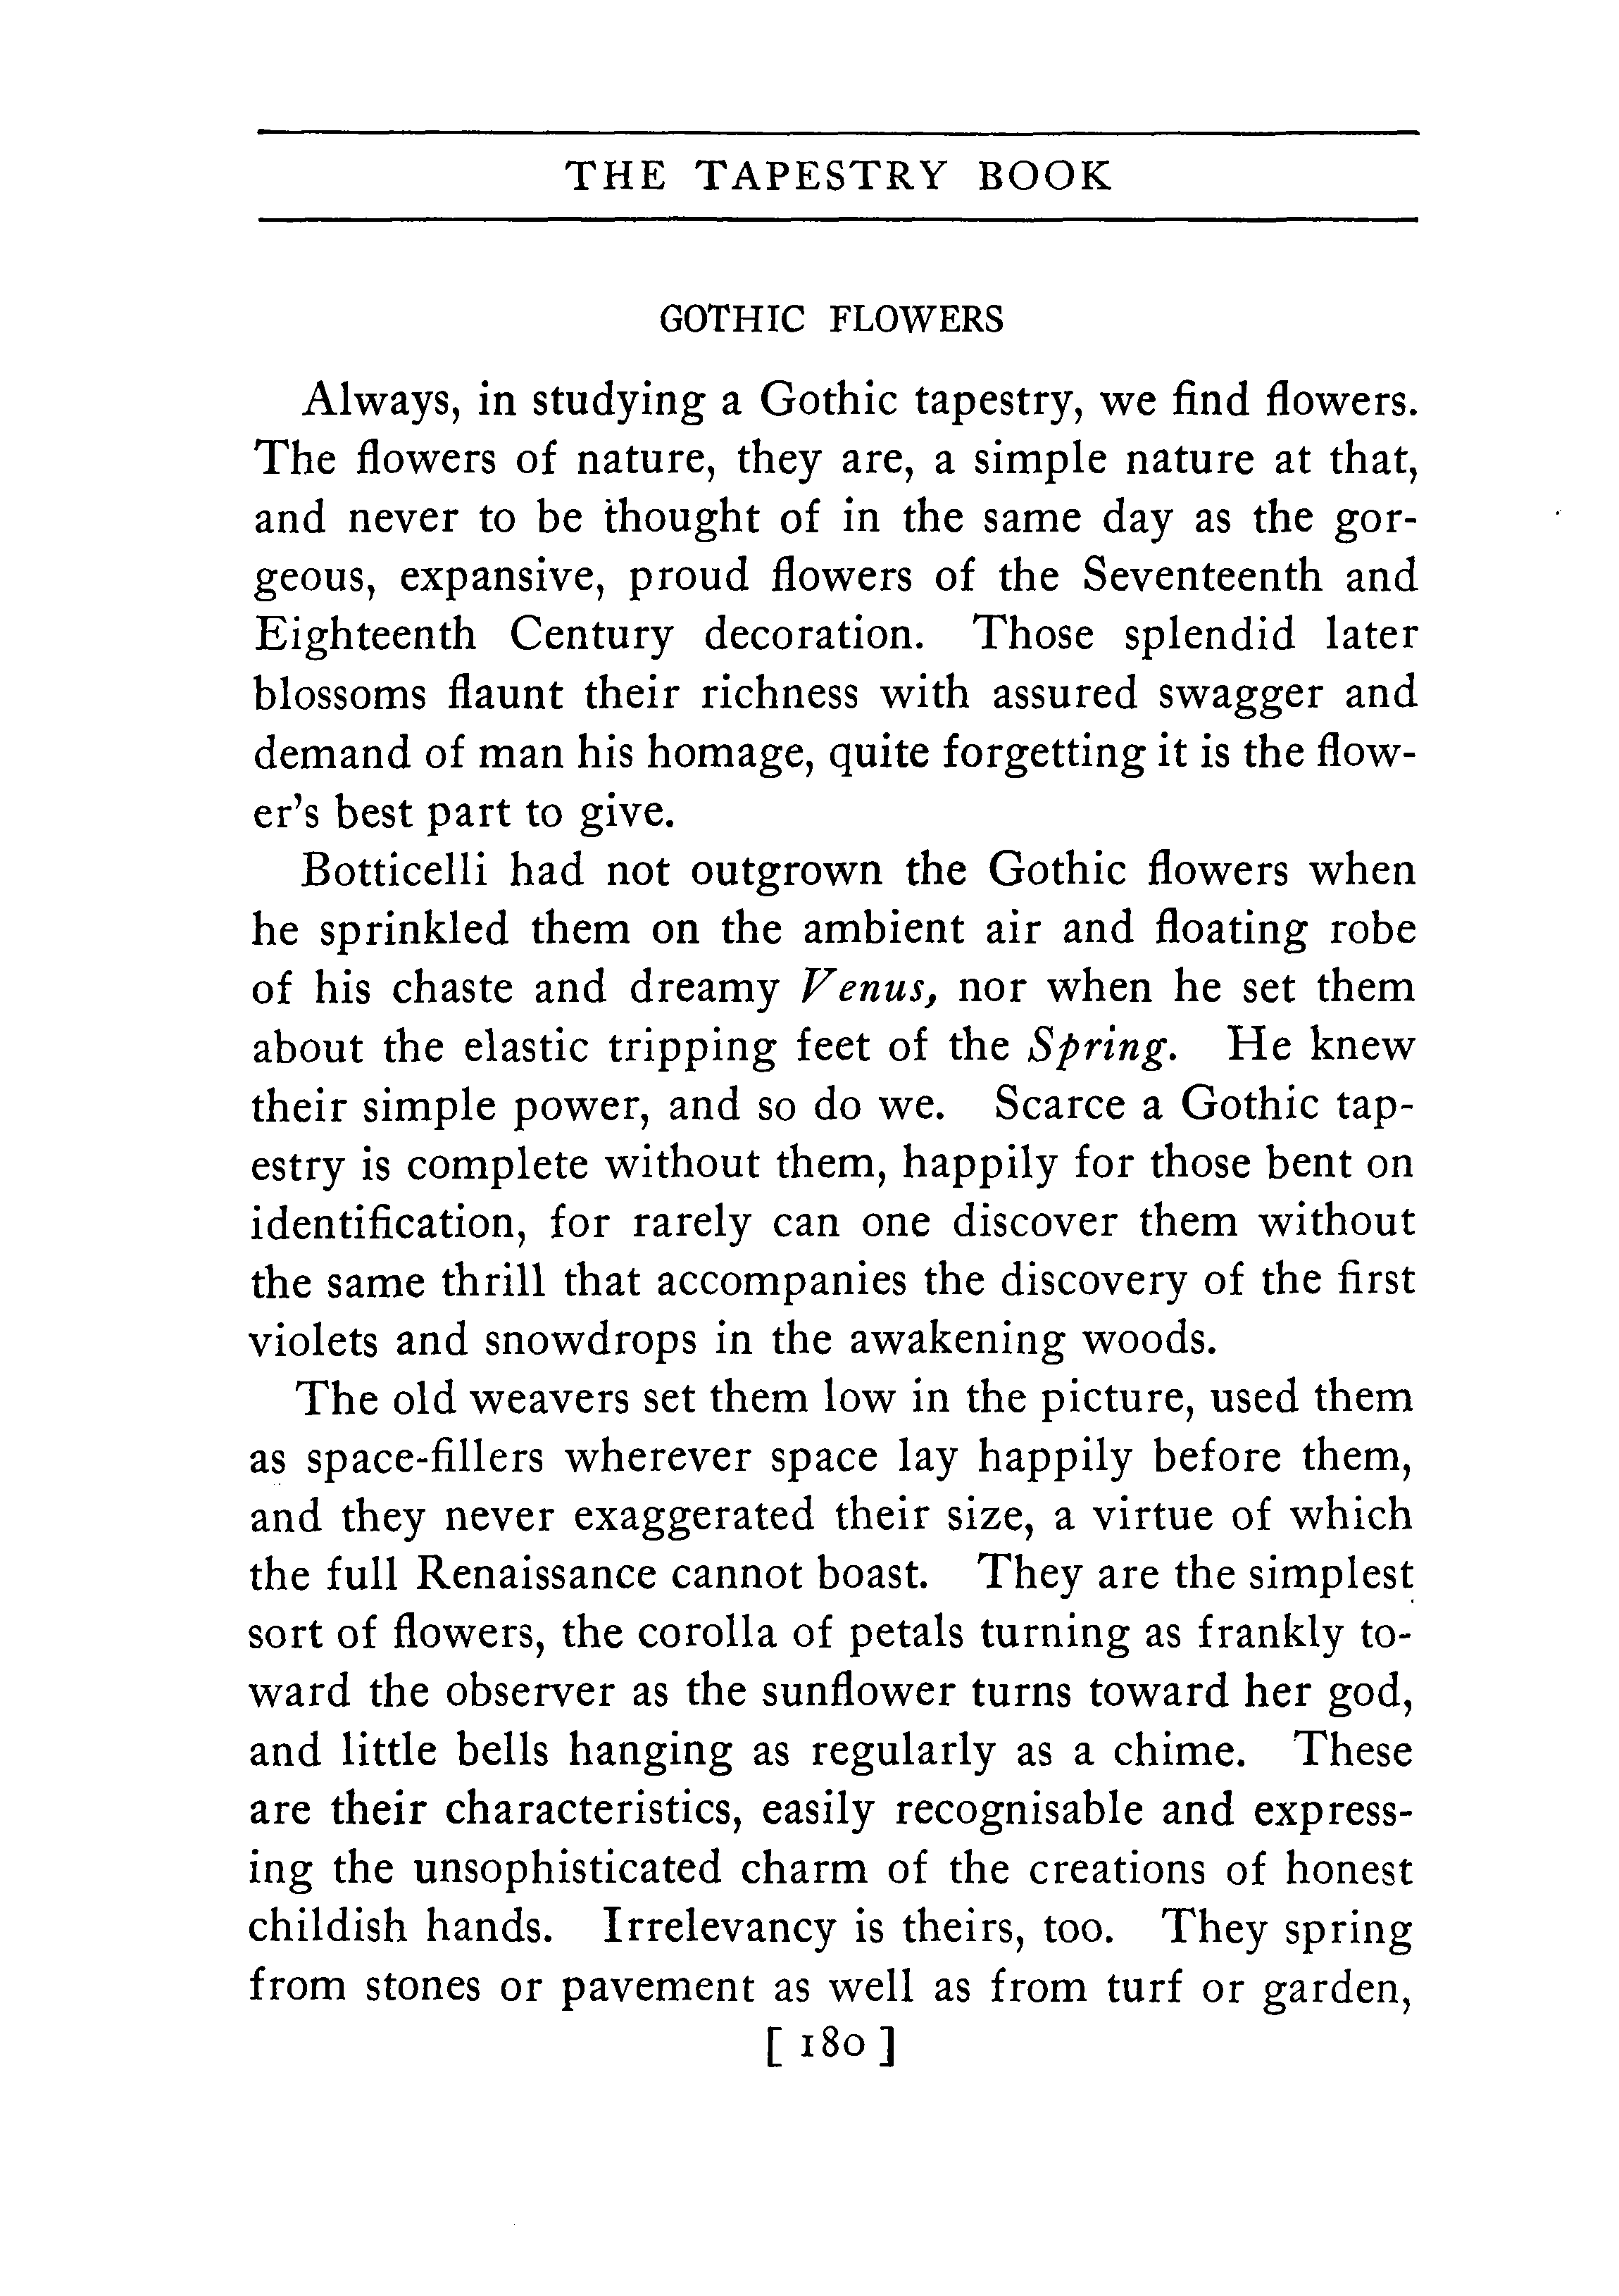 THE TAPESTRY BOOK
GOTHIC FLOWERS
Always, in studying a Gothic tapestry, we find flowers.
The flowers of nature, they are, a simple nature at that,
and never to be thought of in the same day as the gor-
geous, expansive, proud flowers of the Seventeenth and
Eighteenth Century decoration. Those splendid later
blossoms flaunt their richness with assured swagger and
demand of man his homage, quite forgetting it is the flow-
er's best part to give.
Botticelli had not outgrown the Gothic flowers when
he sprinkled them on the ambient air and floating robe
of his chaste and dreamy Venus, nor when he set them
about the elastic tripping feet of the Spring. He knew
their simple power, and so do we. Scarce a Gothic tap-
estry is complete without them, happily for those bent on
identification, for rarely can one discover them without
the same thrill that accompanies the discovery of the first
violets and snowdrops in the awakening woods.
The old weavers set them low in the picture, used them
as space-fillers wherever space lay happily before them,
and they never exaggerated their size, a virtue of which
the full Renaissance cannot boast. They are the simplest
sort of flowers, the corolla of petals turning as frankly to-
ward the observer as the sunflower turns toward her god,
and little bells hanging as regularly as a chime. These
are their characteristics, easily recognisable and express-
ing the unsophisticated charm of the creations of honest
childish hands. Irrelevancy is theirs, too. They spring
from stones or pavement as well as from turf or garden,
[ 180 ]